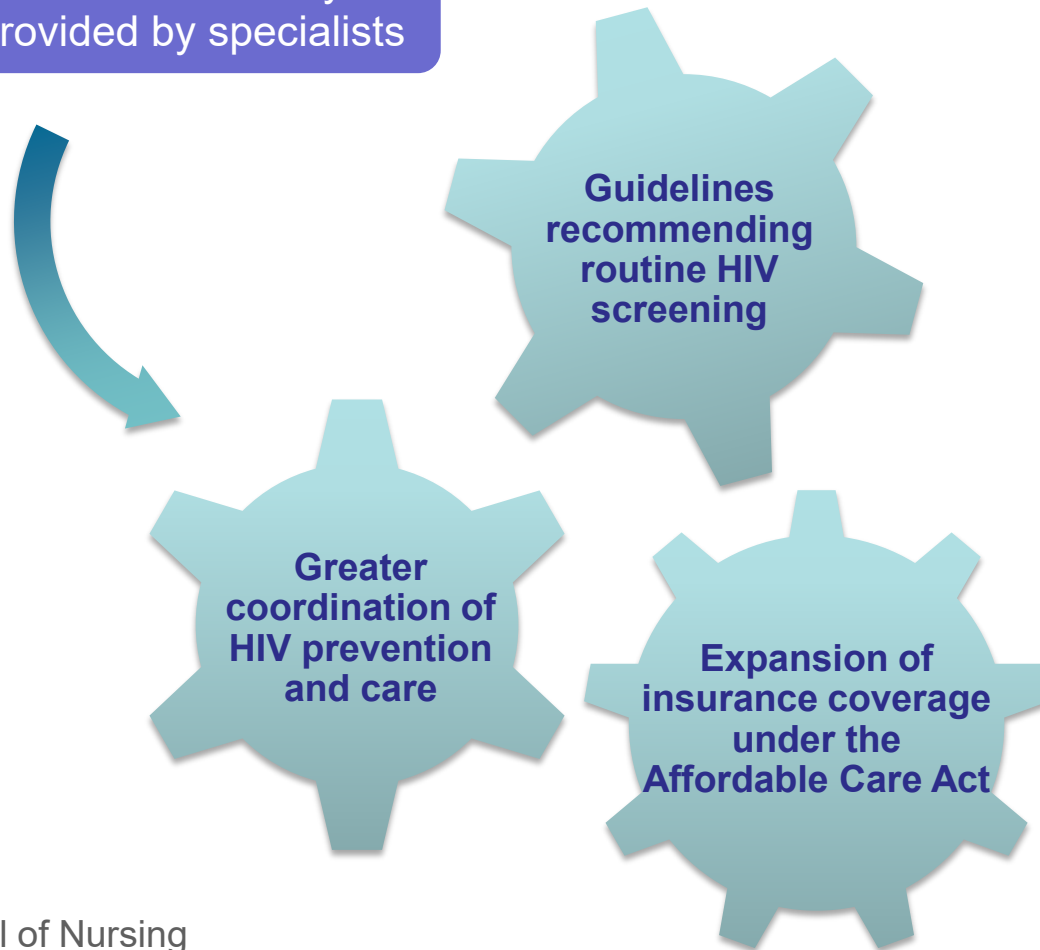 provided by specialists
Guidelines
recommending
routine HIV
screening
Greater
coordination of
HIV prevention
and care
Expansion of
insurance coverage
under the
Affordable Care Act
of Nursing